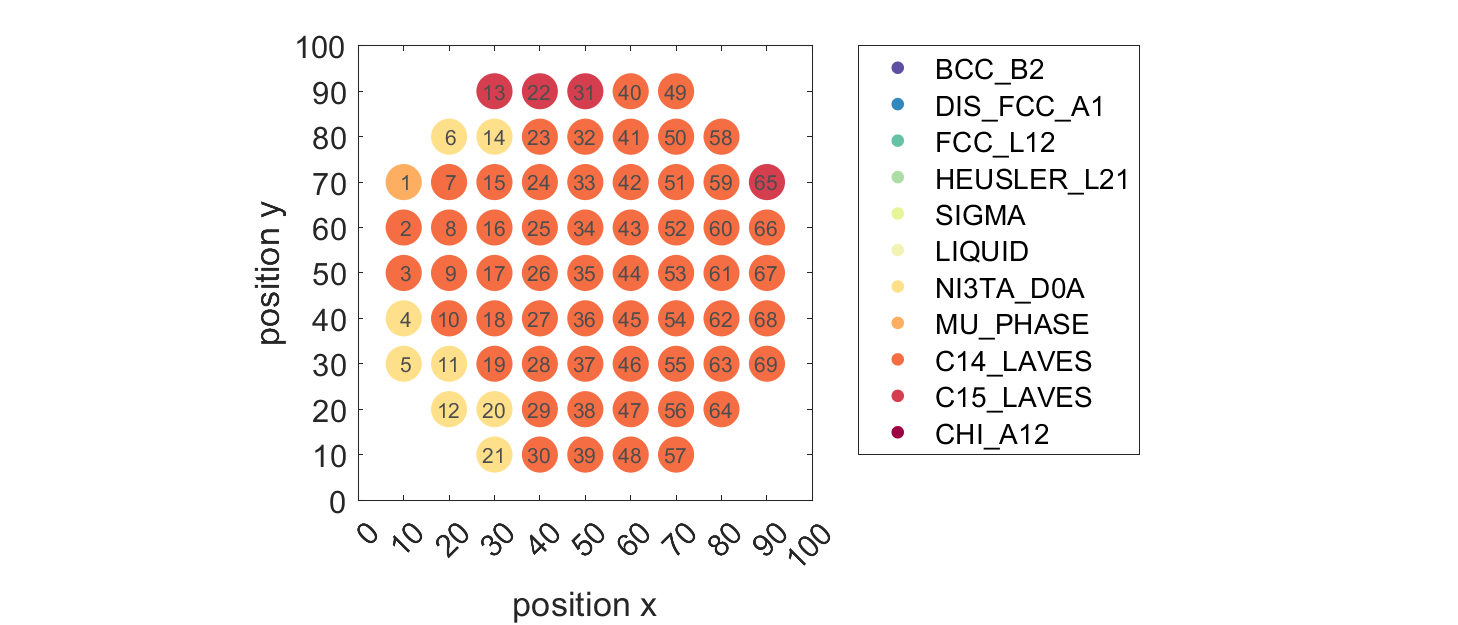 100
90
80
70
60
50
40
30
20
10
0
position y
13 22 31 40 49
6 14 23 32 41 50 58
1 7 15 24 33 42 51 59 65
2 8 16 25 34 43 52 60 66
3 9 17 26 35 44 53 61 67
4 10 18 27 36 45 54 62 68
5 11 19 28 37 46 55 63 69
12 20 29 38 47 56 64
21 30 39 48 57
0 10 20 30 40 50 60 70 80 90 100
position x
BCC_B2
DIS_FCC_A1
FCC_L12
HEUSLER_L21
SIGMA
LIQUID
NI3TA_D0A
MU_PHASE
C14_LAVES
C15_LAVES
CHI_A12